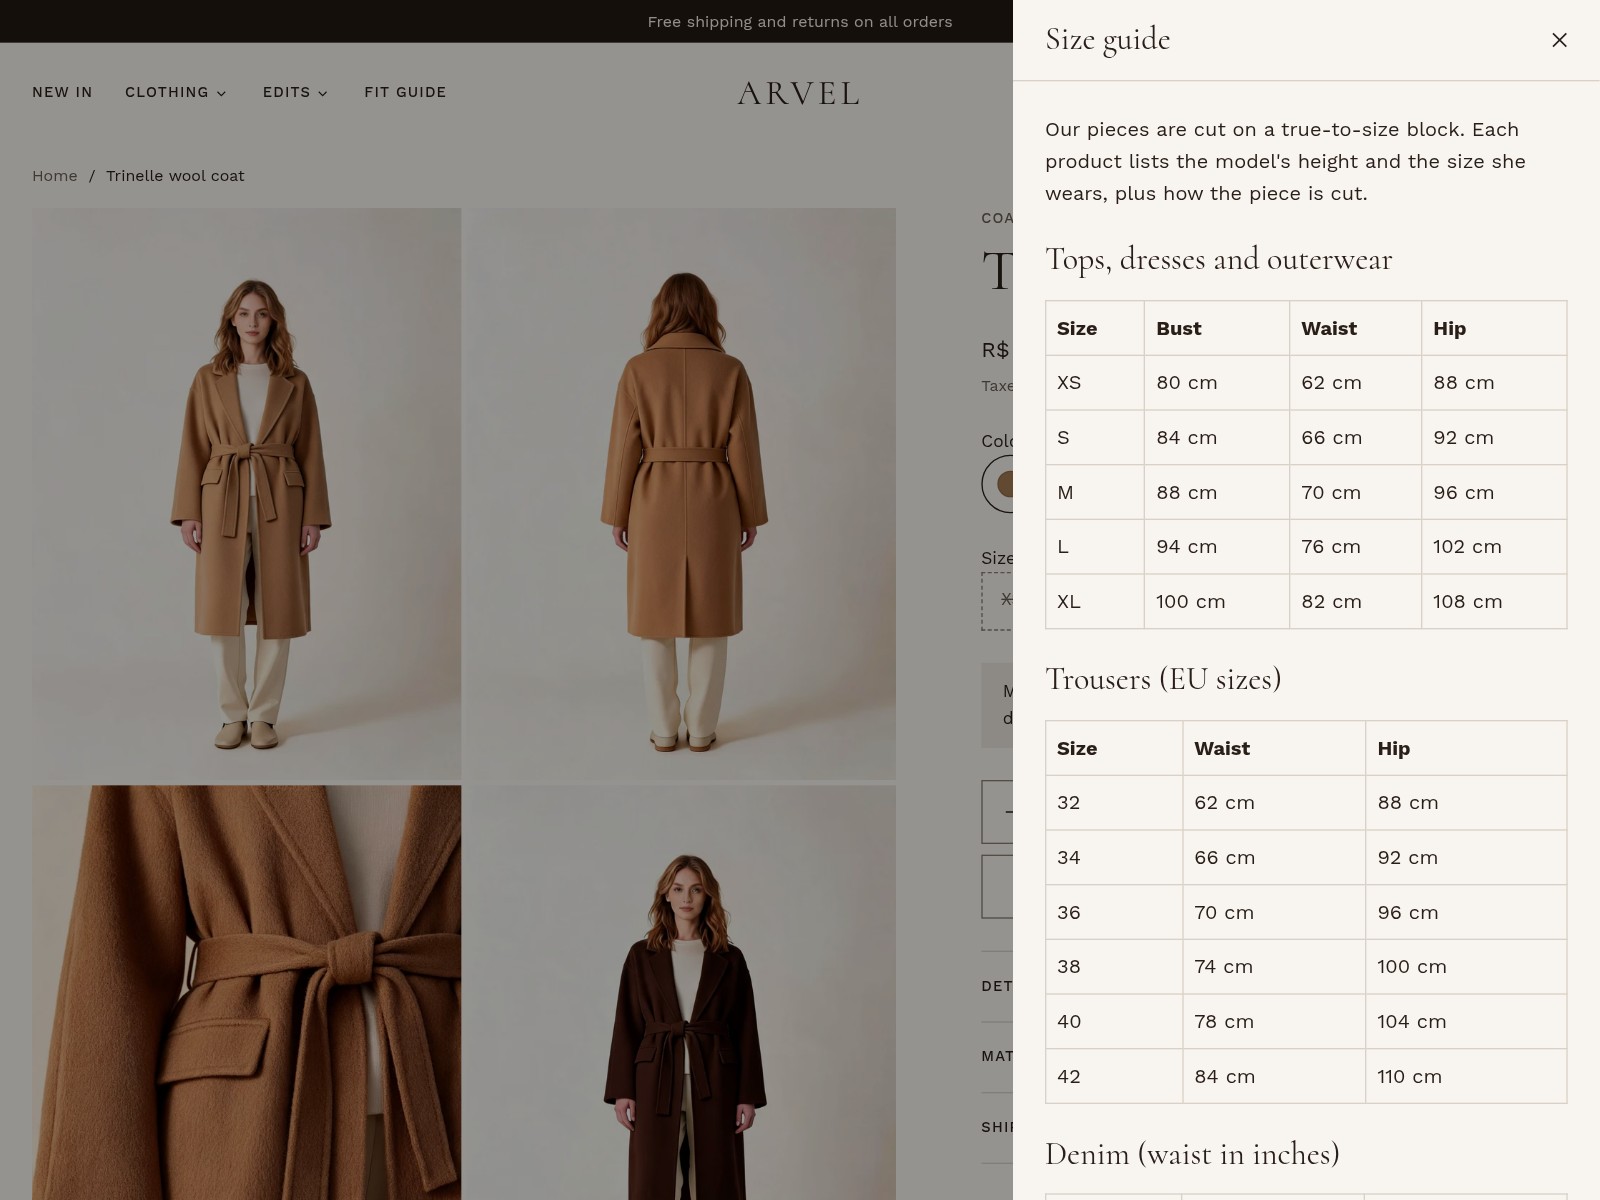 Free shipping and returns on all orders
NEW IN
CLOTHING
EDITS
FIT GUIDE
ARVEL
Home / Trinelle wool coat
R$
Size guide
Our pieces are cut on a true-to-size block. Each
product lists the model's height and the size she
wears, plus how the piece is cut.
Tops, dresses and outerwear
Size Bust Waist Hip
XS 80 cm 62 cm 88 cm
S 84 cm 66 cm 92 cm
M 88 cm 70 cm 96 cm
L 94 cm 76 cm 102 cm
XL 100 cm 82 cm 108 cm
Trousers (EU sizes)
Size Waist Hip
32 62 cm 88 cm
34 66 cm 92 cm
36 70 cm 96 cm
38 74 cm 100 cm
40 78 cm 104 cm
42 84 cm 110 cm
Denim (waist in inches)